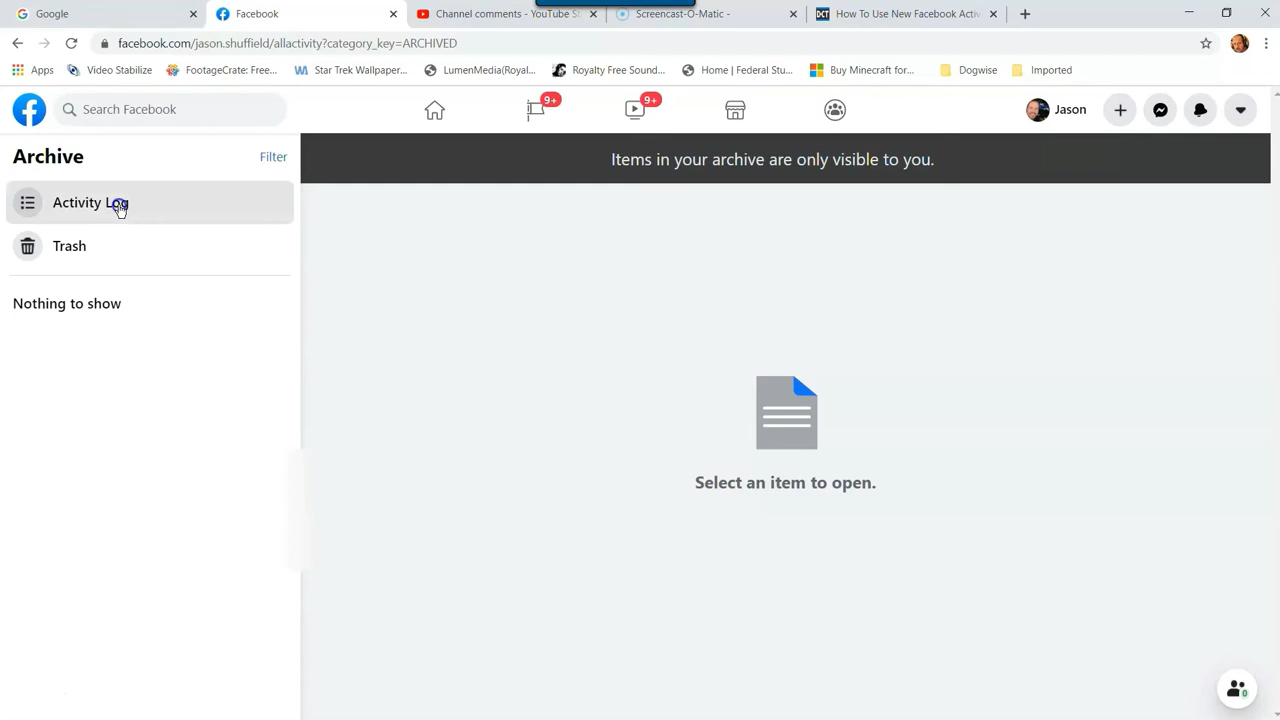 Google
Facebook
Channel comments - YouTube St
Screencast-O-Matic -
DCT How To Use New Facebook Activ
facebook.com/jason.shuffield/allactivity?category_key=ARCHIVED
Apps
Video Stabilize
FootageCrate: Free...
Star Trek Wallpaper...
LumenMedia(Royal...
Royalty Free Sound...
Home | Federal Stu...
Buy Minecraft for...
Dogwise
Imported
Search Facebook
9+
9+
Jason
Archive
Filter
Items in your archive are only visible to you.
Activity Log
Trash
Nothing to show
Select an item to open.
0